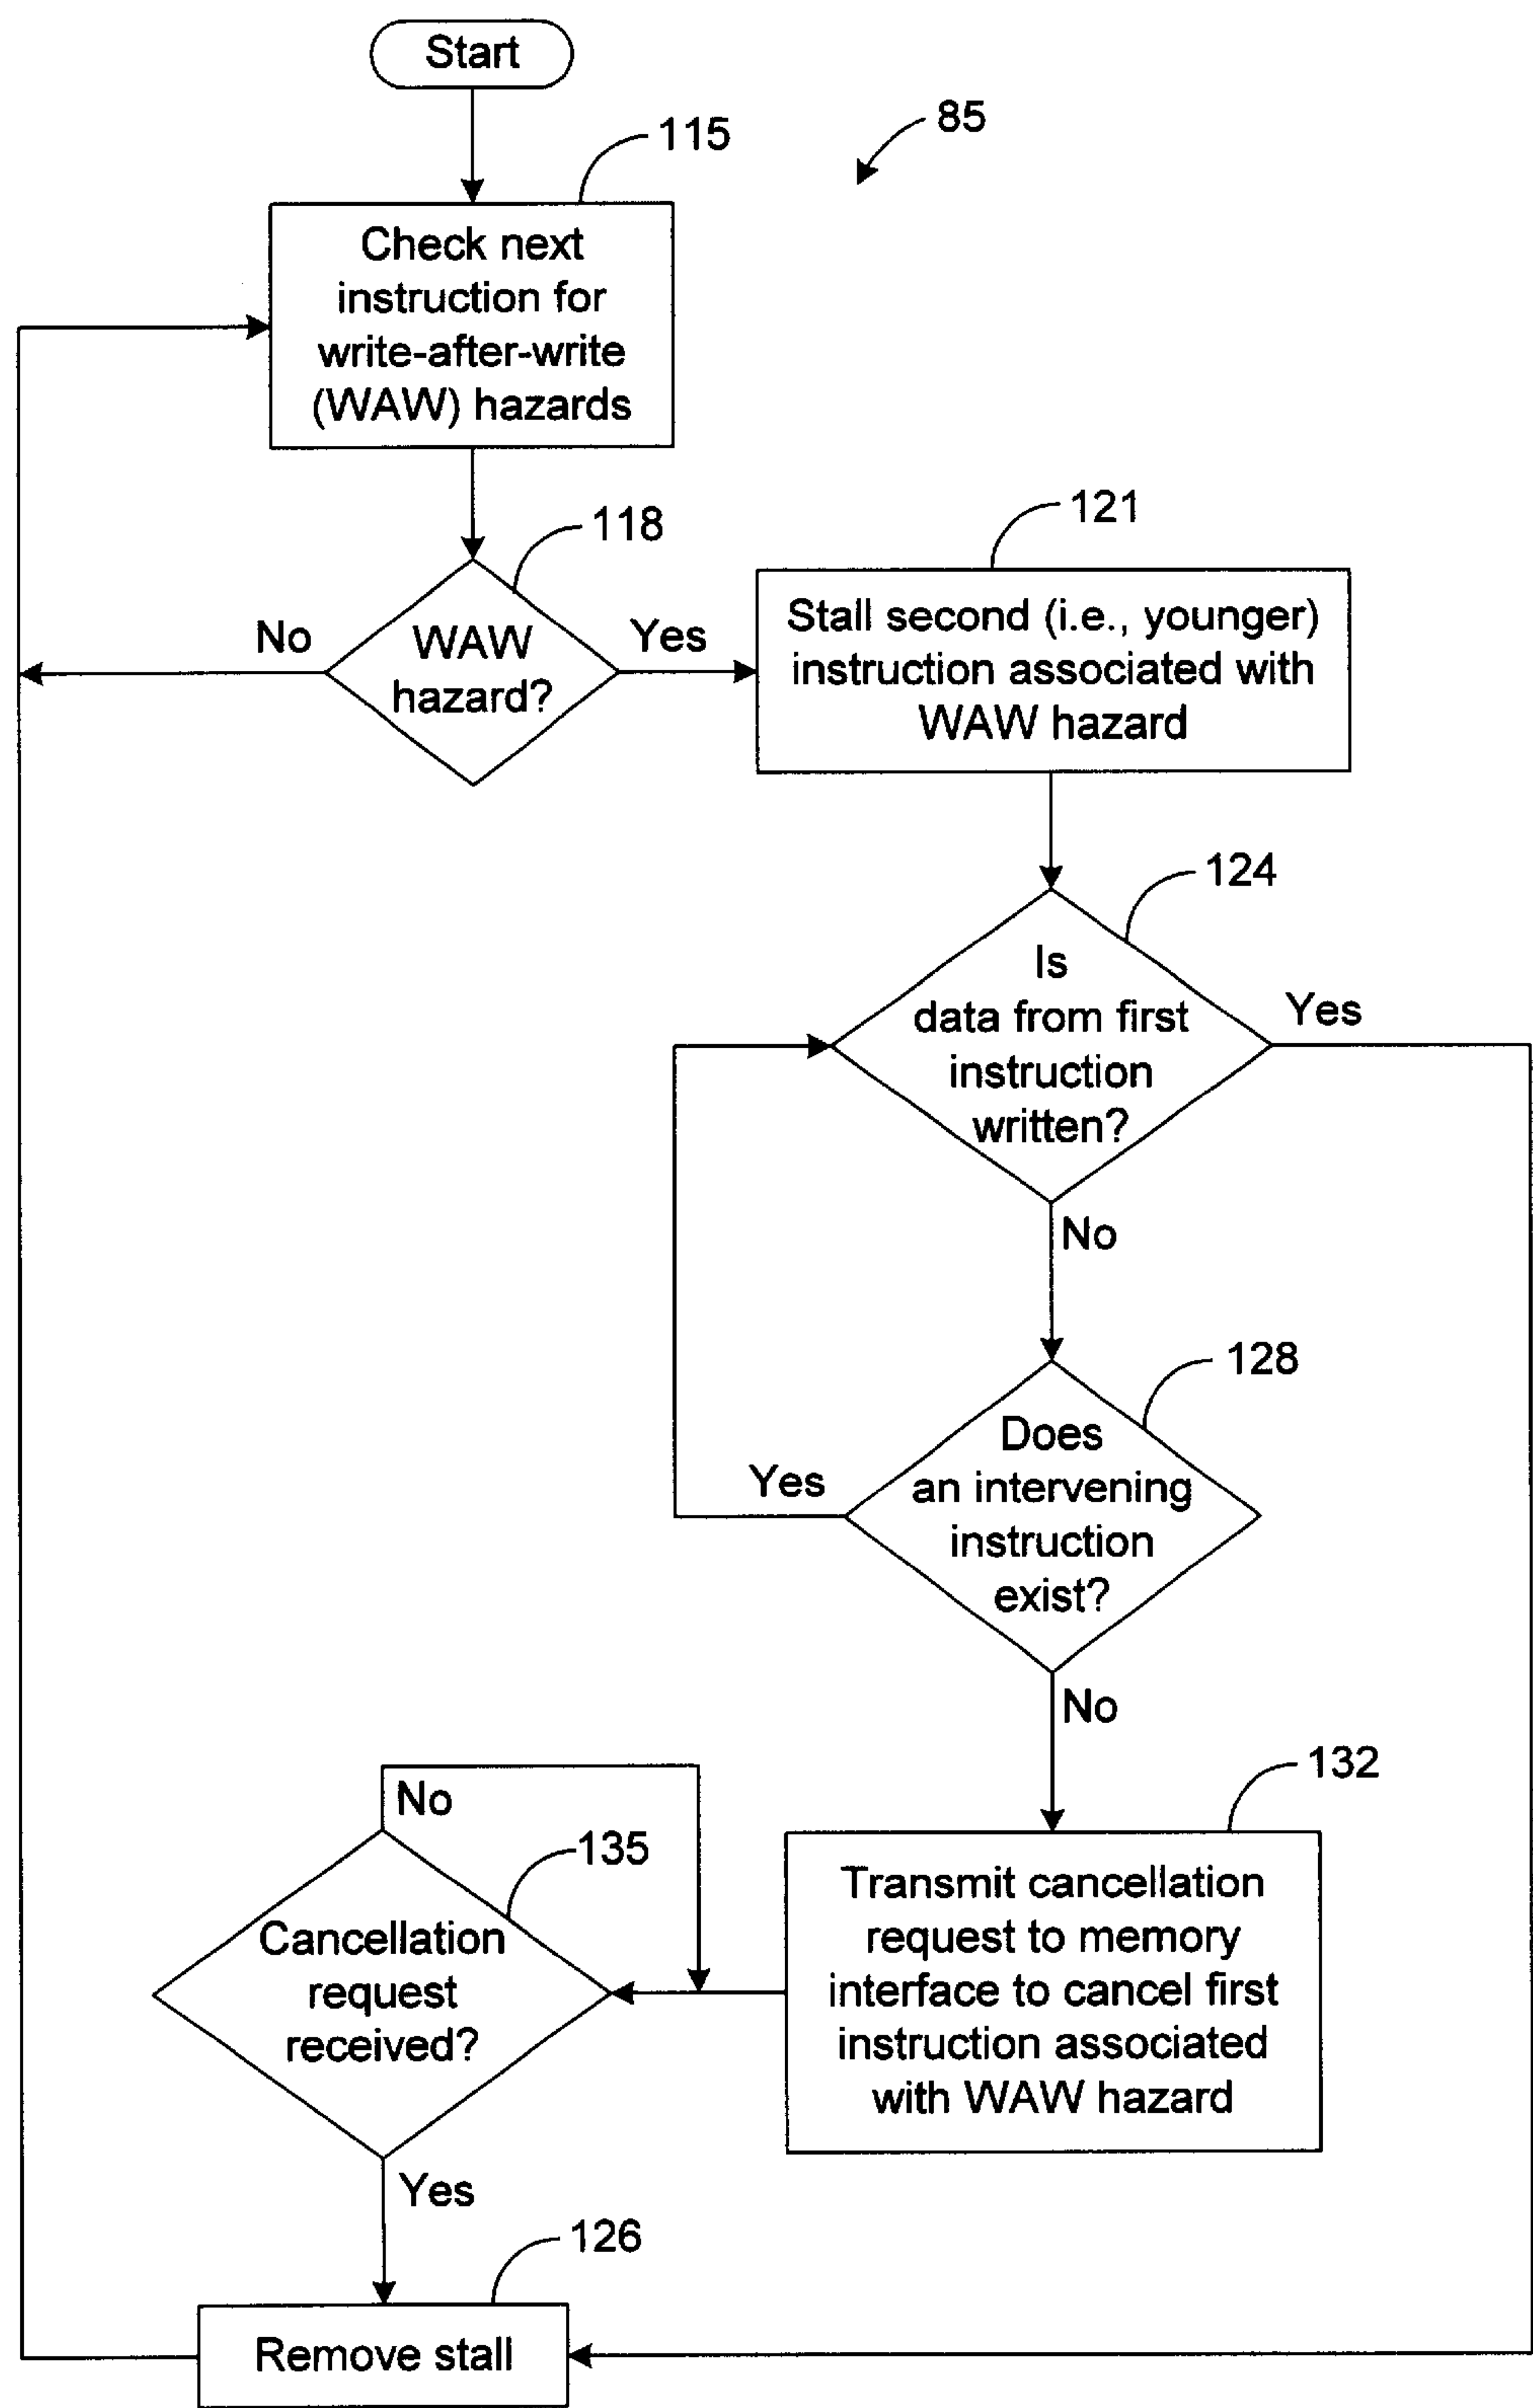 Start
85
115
Check next
instruction for
write-after-write
(WAW) hazards
118
WAW
hazard?
No
Yes
121
Stall second (i.e., younger)
instruction associated with
WAW hazard
124
Is
data from first
instruction
written?
Yes
No
128
Does
an intervening
instruction
exist?
Yes
No
132
Transmit cancellation
request to memory
interface to cancel first
instruction associated
with WAW hazard
No
135
Cancellation
request
received?
Yes
126
Remove stall